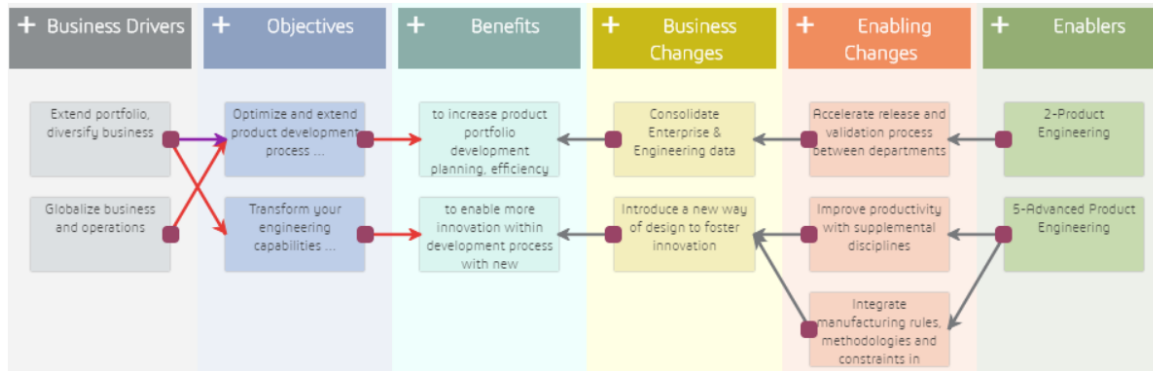 + Business Drivers
+ Objectives
+ Benefits
+ Business
Changes
+ Enabling
Changes
+ Enablers
Extend portfolio,
diversify business
Globalize business
and operations
Optimize and extend
product development
process ...
Transform your
engineering
capabilities ...
to increase product
portfolio
development
planning, efficiency
to enable more
innovation within
development process
with new
Consolidate
Enterprise &
Engineering data
Introduce a new way
of design to foster
innovation
Accelerate release and
validation process
between departments
Improve productivity
with supplemental
disciplines
Integrate
manufacturing rules,
methodologies and
constraints in
2-Product
Engineering
5-Advanced Product
Engineering